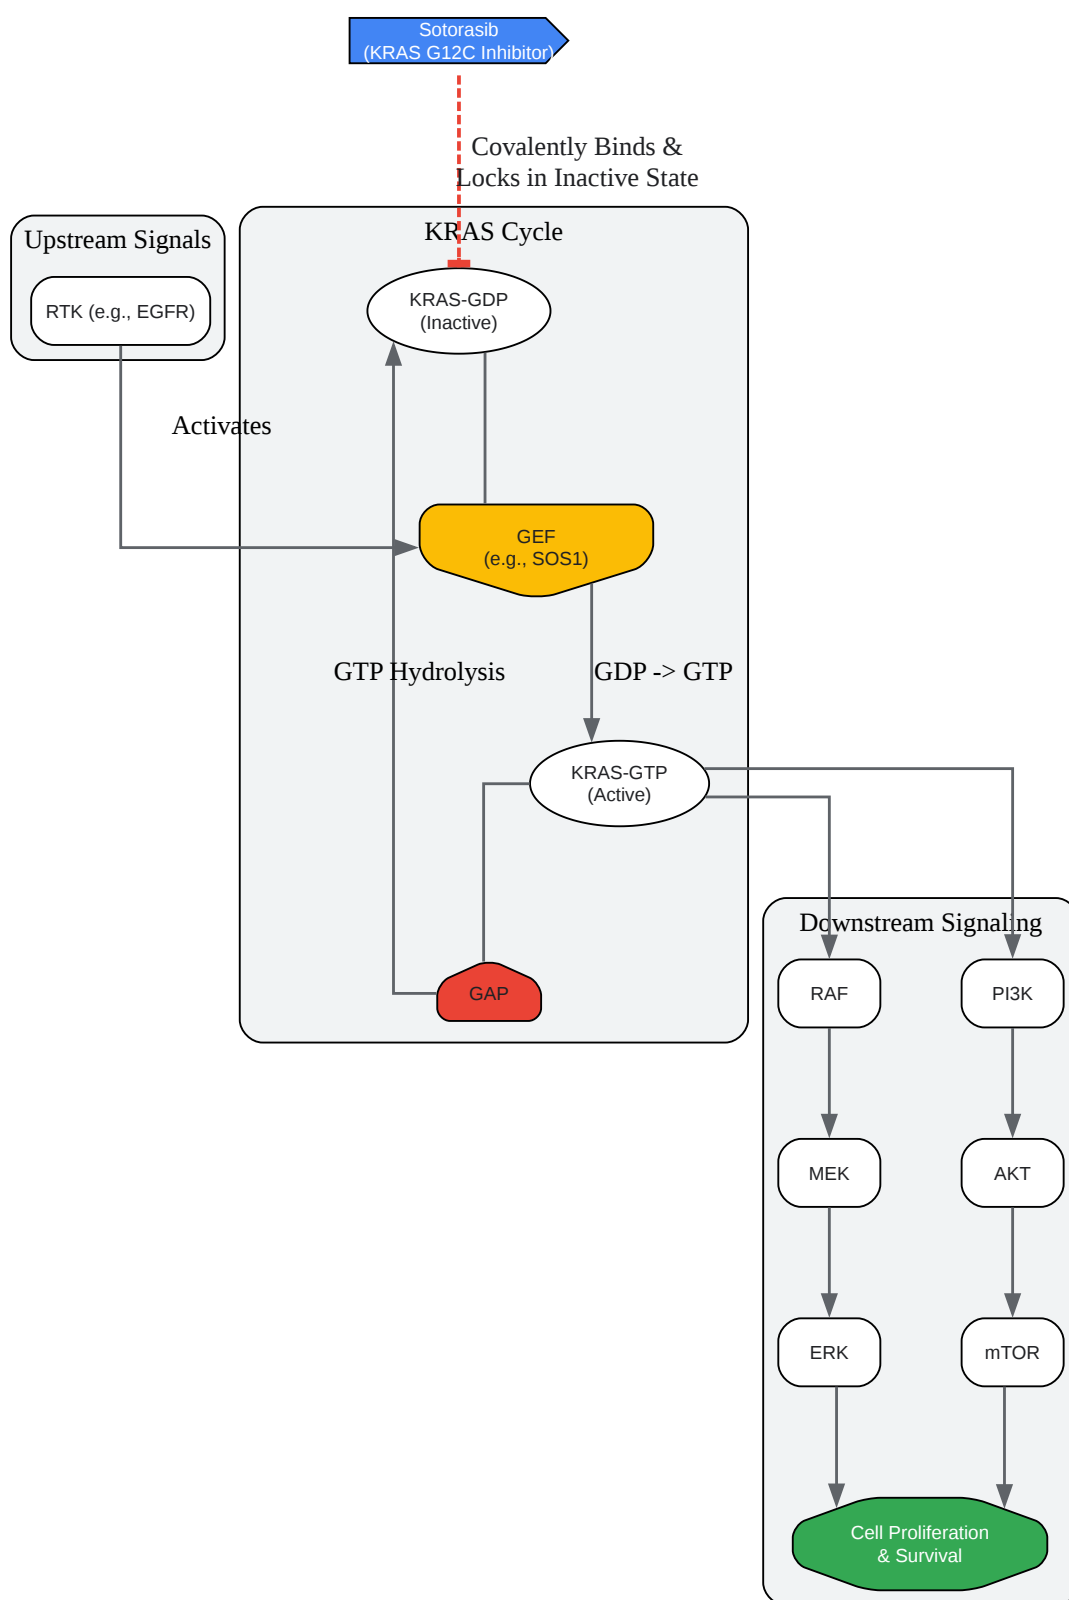 Sotorasib
(KRAS G12C Inhibitor)
Covalently Binds &
Locks in Inactive State
Upstream Signals
KRAS Cycle
RTK (e.g., EGFR)
KRAS-GDP
(Inactive)
Activates
GEF
(e.g., SOS1)
GTP Hydrolysis
GDP -> GTP
KRAS-GTP
(Active)
Downstream Signaling
GAP
RAF
PI3K
MEK
AKT
ERK
mTOR
Cell Proliferation
& Survival